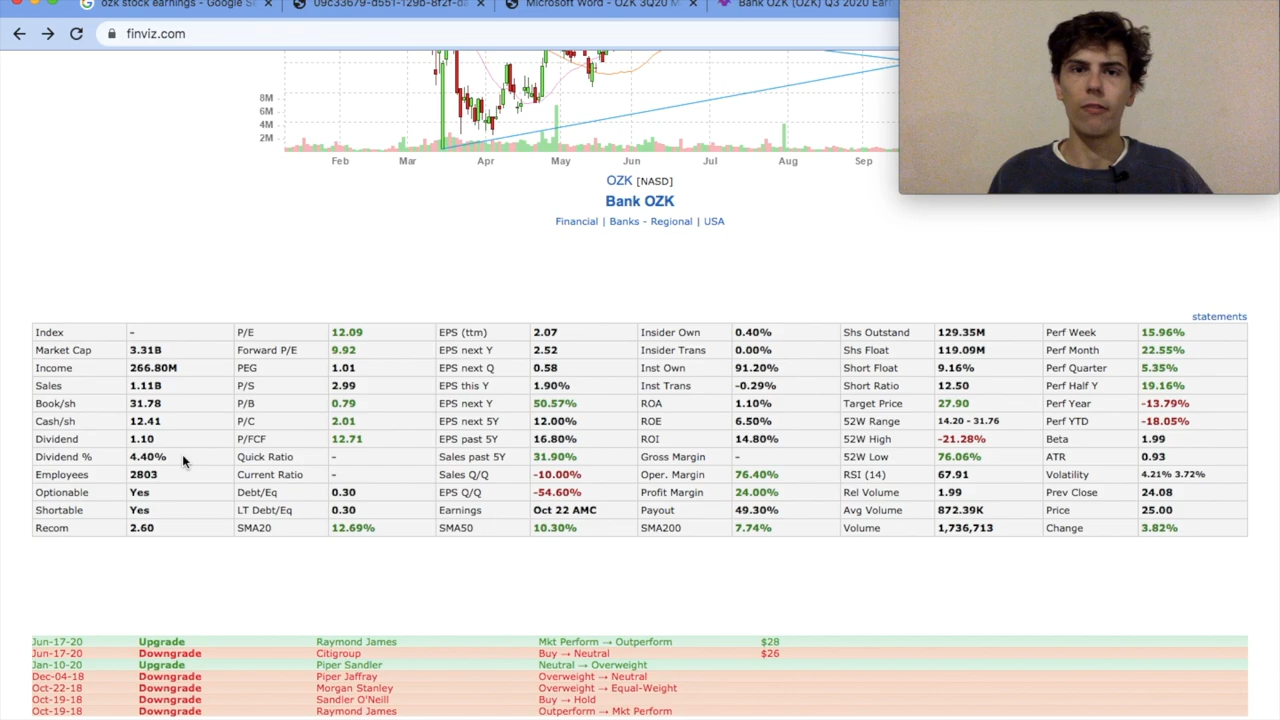 ozk stock earnings - Google Se
09c33679-d551-129b-8f2f-da
Microsoft Word - OZK 3Q20 M
Bank OZK (OZK) Q3 2020 Earn
finviz.com
8M
6M
4M
2M
Feb Mar Apr May Jun Jul Aug Sep
OZK [NASD]
Bank OZK
Financial | Banks - Regional | USA
statements
Index - P/E 12.09 EPS (ttm) 2.07 Insider Own 0.40% Shs Outstand 129.35M Perf Week 15.96%
Market Cap 3.31B Forward P/E 9.92 EPS next Y 2.52 Insider Trans 0.00% Shs Float 119.09M Perf Month 22.55%
Income 266.80M PEG 1.01 EPS next Q 0.58 Inst Own 91.20% Short Float 9.16% Perf Quarter 5.35%
Sales 1.11B P/S 2.99 EPS this Y 1.90% Inst Trans -0.29% Short Ratio 12.50 Perf Half Y 19.16%
Book/sh 31.78 P/B 0.79 EPS next Y 50.57% ROA 1.10% Target Price 27.90 Perf Year -13.79%
Cash/sh 12.41 P/C 2.01 EPS next 5Y 12.00% ROE 6.50% 52W Range 14.20 - 31.76 Perf YTD -18.05%
Dividend 1.10 P/FCF 12.71 EPS past 5Y 16.80% ROI 14.80% 52W High -21.28% Beta 1.99
Dividend % 4.40% Quick Ratio - Sales past 5Y 31.90% Gross Margin - 52W Low 76.06% ATR 0.93
Employees 2803 Current Ratio - Sales Q/Q -10.00% Oper. Margin 76.40% RSI (14) 67.91 Volatility 4.21% 3.72%
Optionable Yes Debt/Eq 0.30 EPS Q/Q -54.60% Profit Margin 24.00% Rel Volume 1.99 Prev Close 24.08
Shortable Yes LT Debt/Eq 0.30 Earnings Oct 22 AMC Payout 49.30% Avg Volume 872.39K Price 25.00
Recom 2.60 SMA20 12.69% SMA50 10.30% SMA200 7.74% Volume 1,736,713 Change 3.82%
Jun-17-20 Upgrade Raymond James Mkt Perform → Outperform $28
Jun-17-20 Downgrade Citigroup Buy → Neutral $26
Jan-10-20 Upgrade Piper Sandler Neutral → Overweight
Dec-04-18 Downgrade Piper Jaffray Overweight → Neutral
Oct-22-18 Downgrade Morgan Stanley Overweight → Equal-Weight
Oct-19-18 Downgrade Sandler O'Neill Buy → Hold
Oct-19-18 Downgrade Raymond James Outperform → Mkt Perform